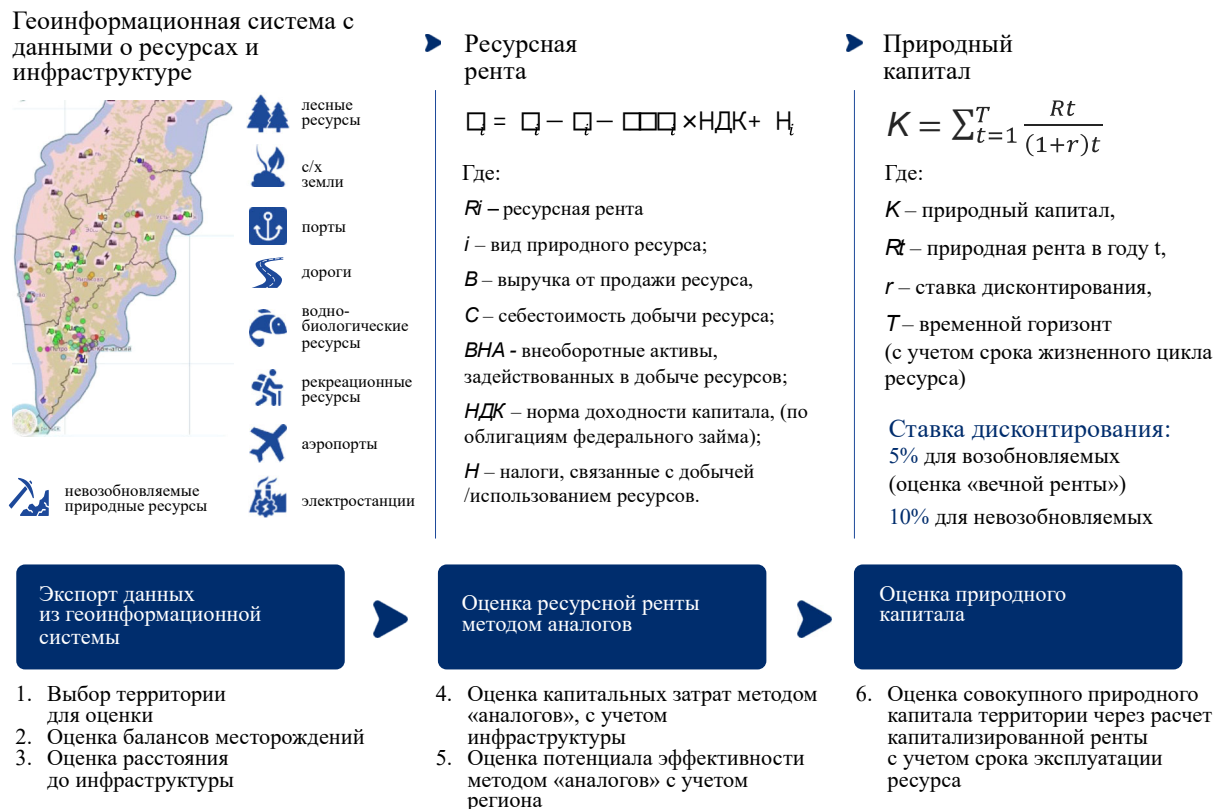 Геоинформационная система с
данными о ресурсах и
инфраструктуре
лесные
ресурсы
с/х
земли
порты
дороги
водно-
биологические
ресурсы
рекреационные
ресурсы
аэропорты
электростанции
невозобновляемые
природные ресурсы
Ресурсная
рента
□i = □i − □i − □□□i ×НДК+ Нi
Где:
Ri – ресурсная рента
i – вид природного ресурса;
В – выручка от продажи ресурса,
С – себестоимость добычи ресурса;
ВНА - внеоборотные активы,
задействованных в добыче ресурсов;
НДК – норма доходности капитала, (по
облигациям федерального займа);
Н – налоги, связанные с добычей
/использованием ресурсов.
Природный
капитал
K = ∑_{t=1}^{T} Rt/(1+r)t
Где:
К – природный капитал,
Rt – природная рента в году t,
r – ставка дисконтирования,
Т – временной горизонт
(с учетом срока жизненного цикла
ресурса)
Ставка дисконтирования:
5% для возобновляемых
(оценка «вечной ренты»)
10% для невозобновляемых
Экспорт данных
из геоинформационной
системы
Оценка ресурсной ренты
методом аналогов
Оценка природного
капитала
1. Выбор территории
для оценки
2. Оценка балансов месторождений
3. Оценка расстояния
до инфраструктуры
4. Оценка капитальных затрат методом
«аналогов», с учетом
инфраструктуры
5. Оценка потенциала эффективности
методом «аналогов» с учетом
региона
6. Оценка совокупного природного
капитала территории через расчет
капитализированной ренты
с учетом срока эксплуатации
ресурса